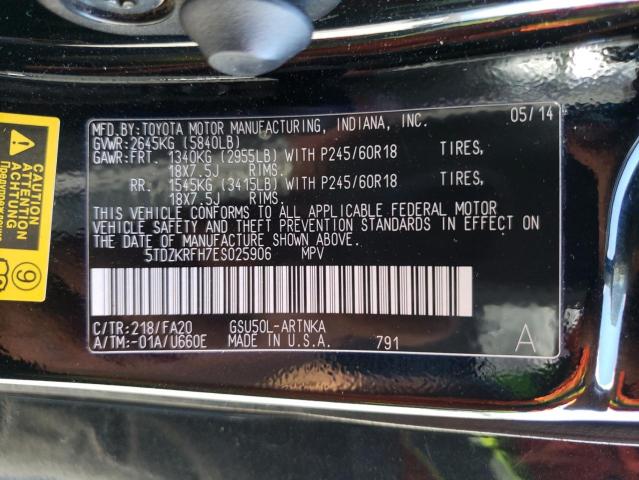 MFD.BY:TOYOTA MOTOR MANUFACTURING, INDIANA, INC. 05/14
GVWR:2645KG (5840LB)
GAWR:FRT. 1340KG (2955LB) WITH P245/60R18 TIRES,
18X7.5J RIMS.
RR. 1545KG (3415LB) WITH P245/60R18 TIRES,
18X7.5J RIMS.
THIS VEHICLE CONFORMS TO ALL APPLICABLE FEDERAL MOTOR
VEHICLE SAFETY AND THEFT PREVENTION STANDARDS IN EFFECT ON
THE DATE OF MANUFACTURE SHOWN ABOVE.
5TDZKRFH7ES025906 MPV
C/TR:218/FA20 GSU50L-ARTNKA
A/TM:-01A/U660E MADE IN U.S.A. 791 A
ACHTUNG
9